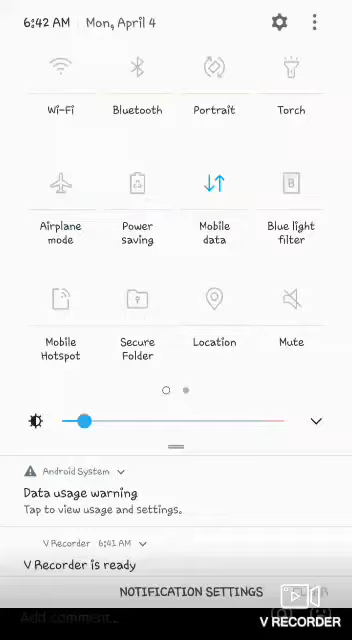 6:42 AM | Mon, April 4
Wi-Fi Bluetooth Portrait Torch
Airplane mode Power saving Mobile data Blue light filter
B
Mobile Hotspot Secure Folder Location Mute
Android System
Data usage warning
Tap to view usage and settings.
V Recorder 6:41 AM
V Recorder is ready
NOTIFICATION SETTINGS
Add comment...
V RECORDER